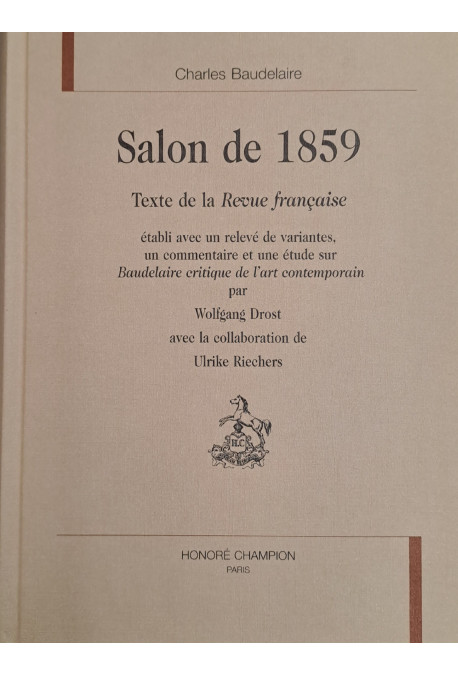 Charles Baudelaire
Salon de 1859
Texte de la Revue française
établi avec un relevé de variantes,
un commentaire et une étude sur
Baudelaire critique de l'art contemporain
par
Wolfgang Drost
avec la collaboration de
Ulrike Riechers
H.C
HONORÉ CHAMPION
PARIS